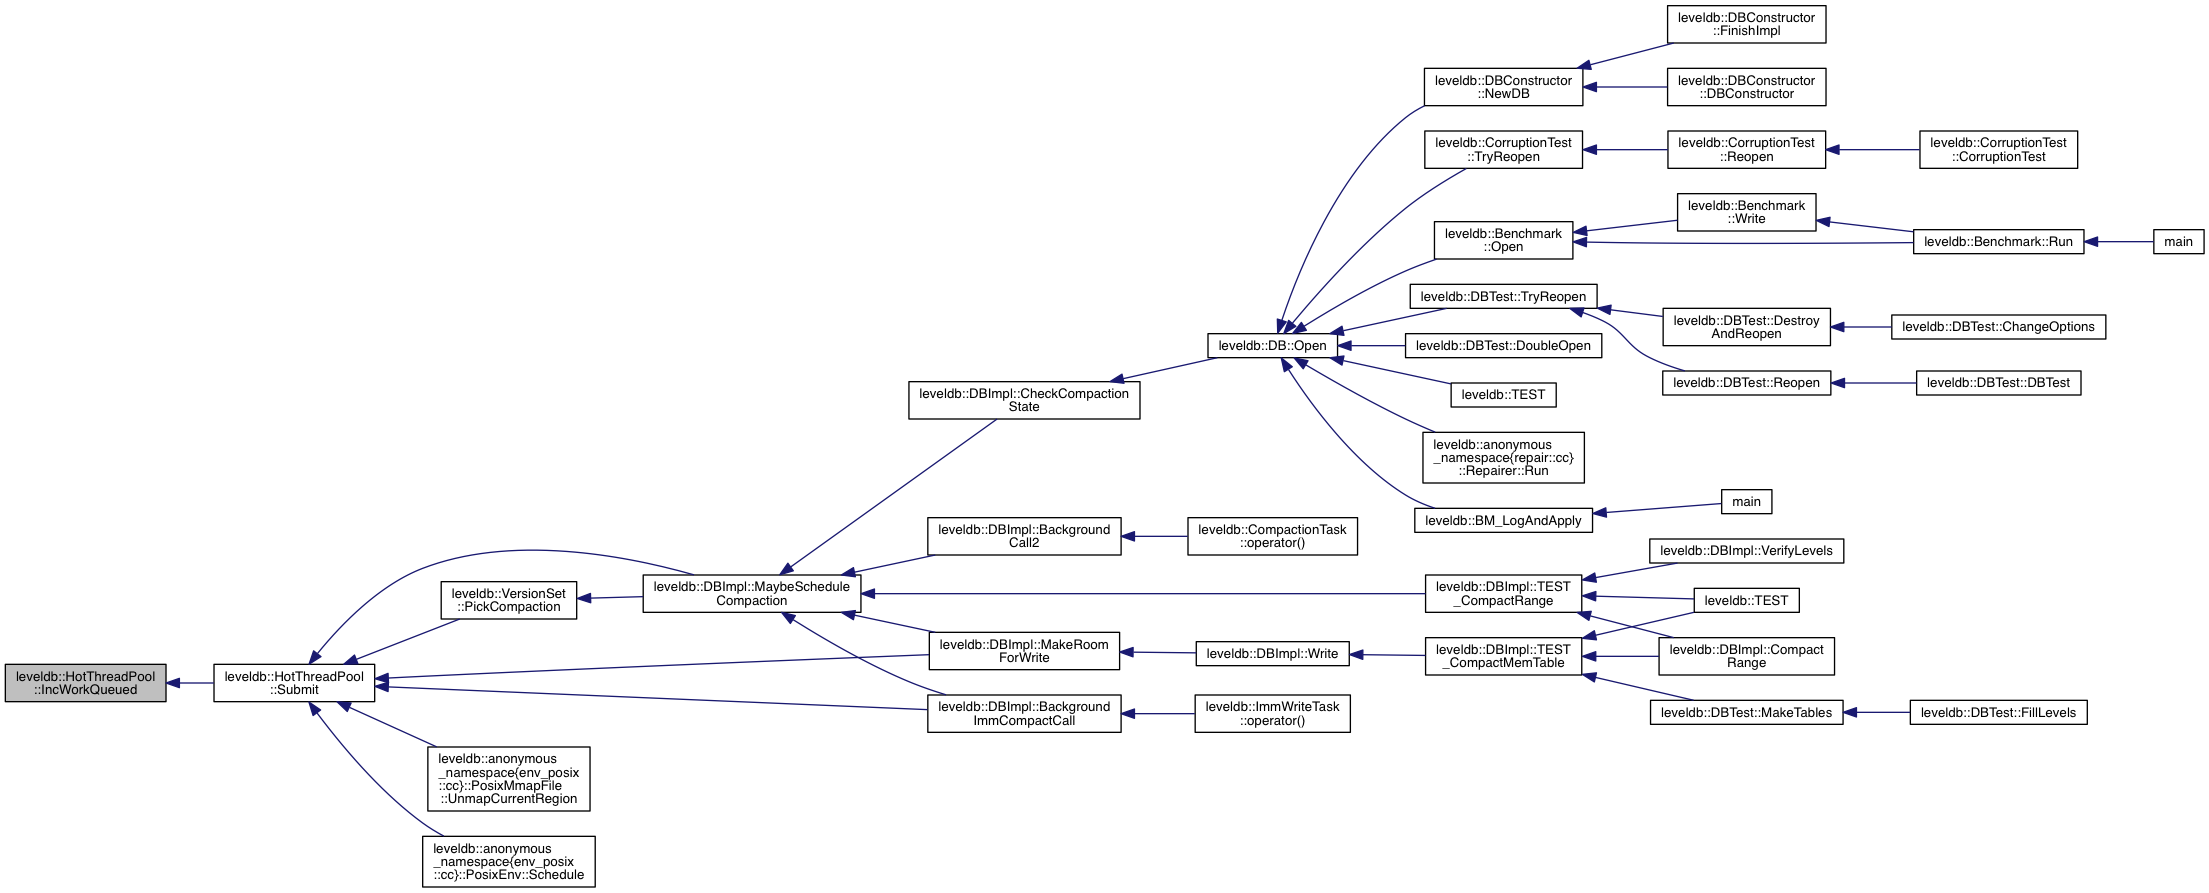 leveldb::HotThreadPool
::IncWorkQueued
leveldb::HotThreadPool
::Submit
leveldb::VersionSet
::PickCompaction
leveldb::anonymous
_namespace{env_posix
::cc}::PosixMmapFile
::UnmapCurrentRegion
leveldb::anonymous
_namespace{env_posix
::cc}::PosixEnv::Schedule
leveldb::DBImpl::MaybeSchedule
Compaction
leveldb::DBImpl::CheckCompaction
State
leveldb::DBImpl::Background
Call2
leveldb::DBImpl::MakeRoom
ForWrite
leveldb::DBImpl::Background
ImmCompactCall
leveldb::DB::Open
leveldb::CompactionTask
::operator()
leveldb::DBImpl::Write
leveldb::ImmWriteTask
::operator()
leveldb::DBConstructor
::NewDB
leveldb::CorruptionTest
::TryReopen
leveldb::Benchmark
::Open
leveldb::DBTest::TryReopen
leveldb::DBTest::DoubleOpen
leveldb::TEST
leveldb::anonymous
_namespace{repair::cc}
::Repairer::Run
leveldb::BM_LogAndApply
leveldb::DBImpl::TEST
_CompactRange
leveldb::DBImpl::TEST
_CompactMemTable
leveldb::DBConstructor
::FinishImpl
leveldb::DBConstructor
::DBConstructor
leveldb::CorruptionTest
::Reopen
leveldb::Benchmark
::Write
leveldb::DBTest::Destroy
AndReopen
leveldb::DBTest::Reopen
main
leveldb::DBImpl::VerifyLevels
leveldb::TEST
leveldb::DBImpl::Compact
Range
leveldb::DBTest::MakeTables
leveldb::CorruptionTest
::CorruptionTest
leveldb::Benchmark::Run
leveldb::DBTest::ChangeOptions
leveldb::DBTest::DBTest
leveldb::DBTest::FillLevels
main